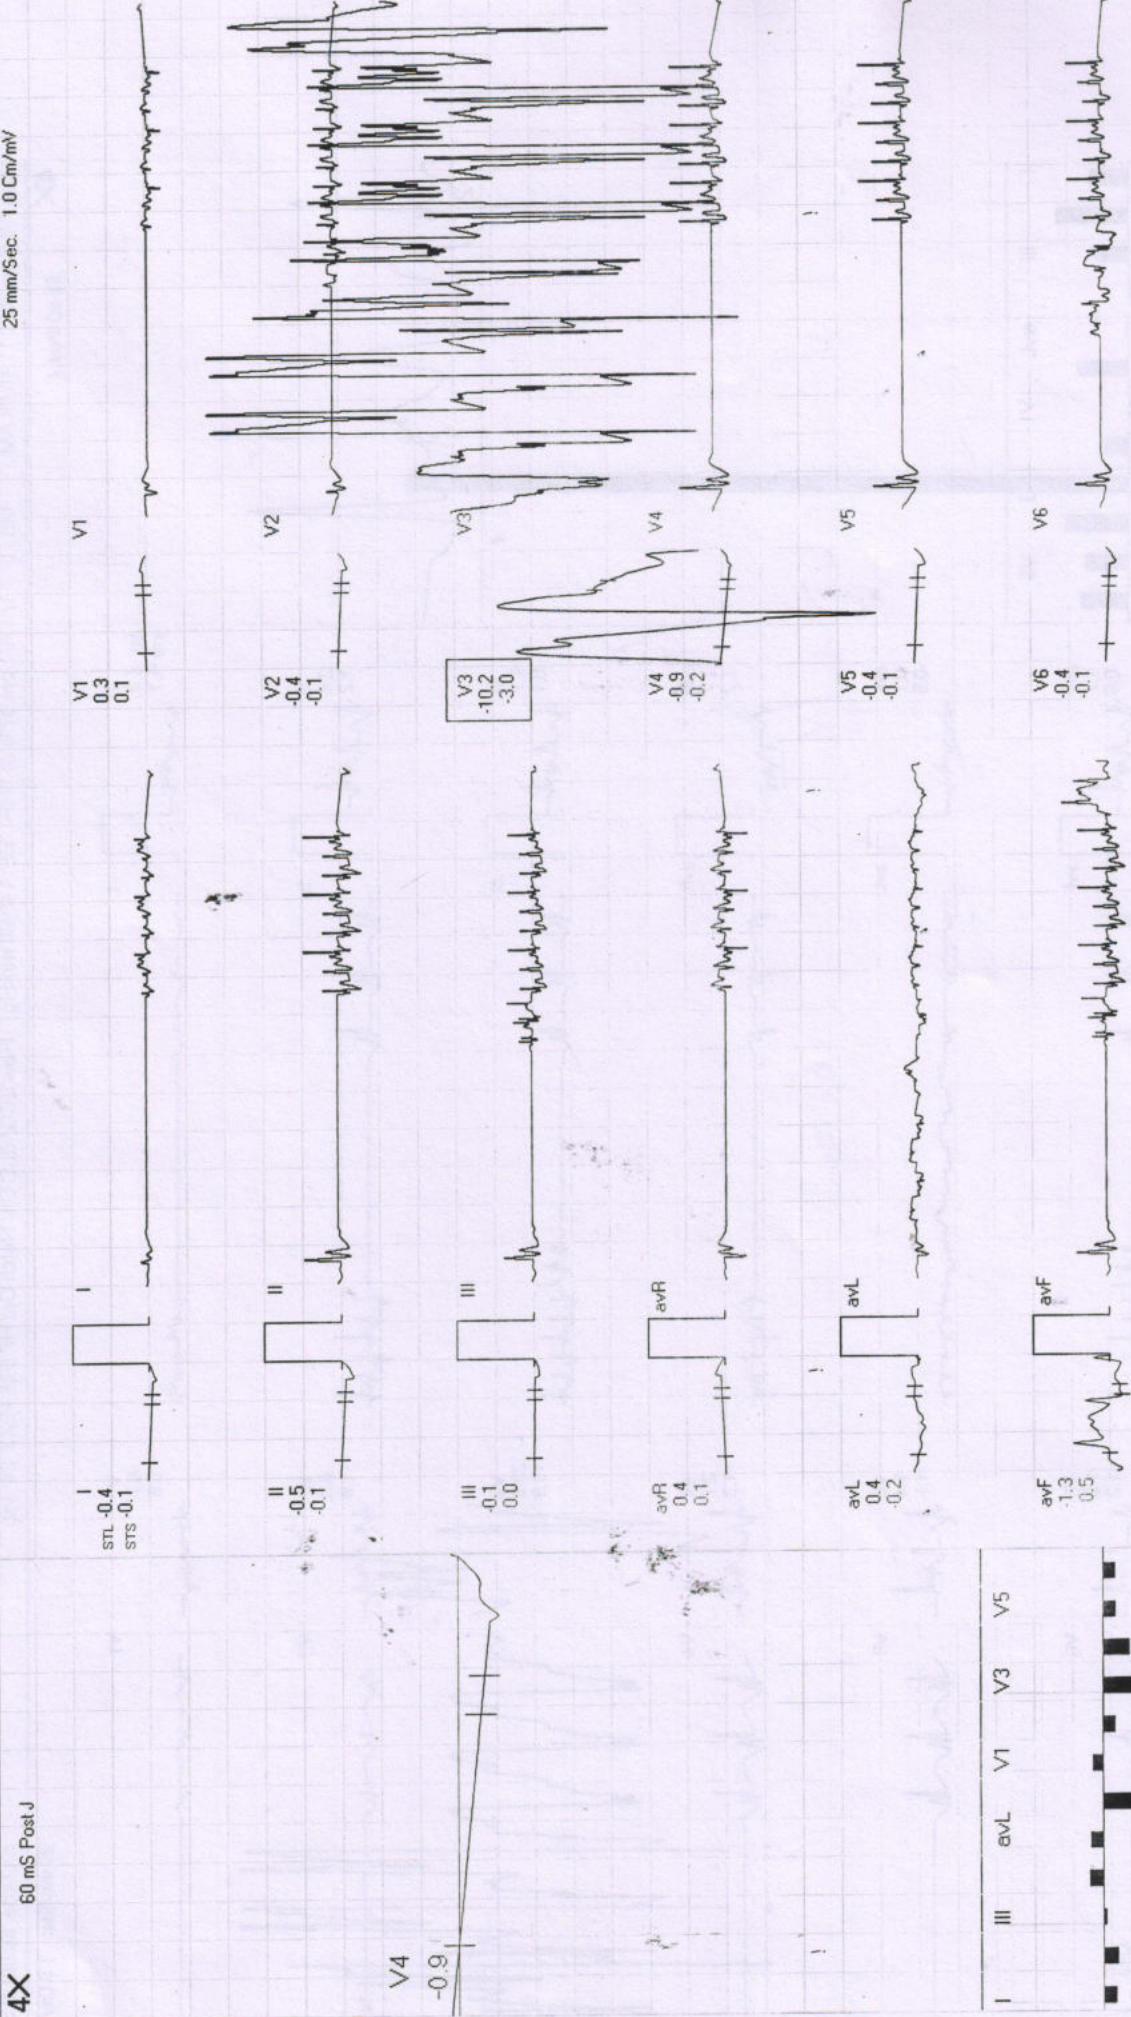 4X
60 mS Post J
25 mm/Sec.    1.0 Cm/mV
V4
-0.9
I
STL -0.4
STS -0.1
II
-0.5
-0.1
III
-0.1
0.0
avR
0.4
0.1
avL
0.4
-0.2
avF
-1.3
0.5
I
II
III
avR
avL
avF
V1
0.3
0.1
V2
-0.4
-0.1
V3
-10.2
-3.0
V4
-0.9
-0.2
V5
-0.4
-0.1
V6
-0.4
-0.1
V1
V2
V3
V4
V5
V6
I III avL V1 V3 V5